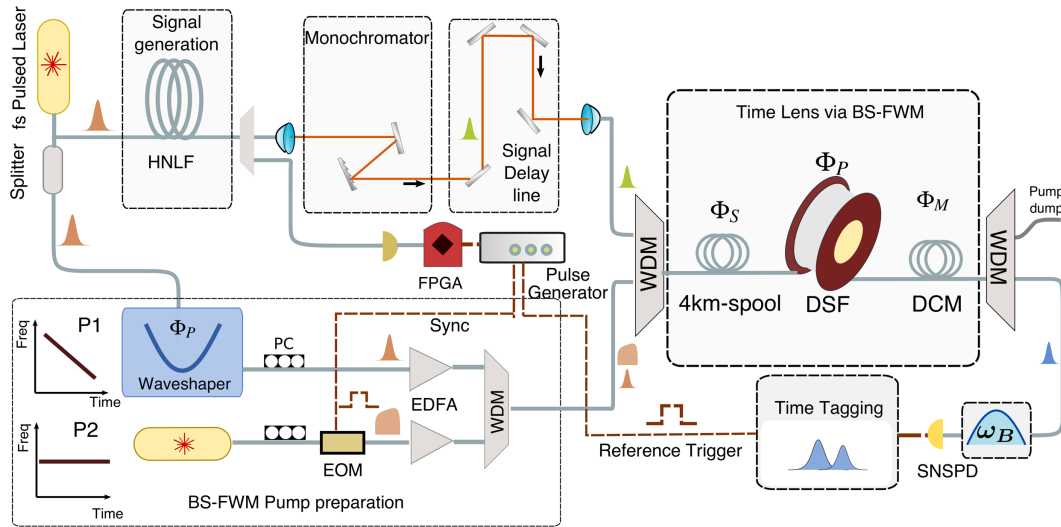 fs Pulsed Laser
Splitter
Signal
generation
HNLF
Monochromator
Signal
Delay
line
Time Lens via BS-FWM
Φ_S
4km-spool
Φ_P
DSF
Φ_M
DCM
WDM
WDM
Pump
dump
FPGA
Pulse
Generator
Sync
P1
Freq
Time
Φ_P
Waveshaper
PC
EDFA
WDM
P2
Freq
Time
EOM
BS-FWM Pump preparation
Reference Trigger
Time Tagging
SNSPD
ω_B